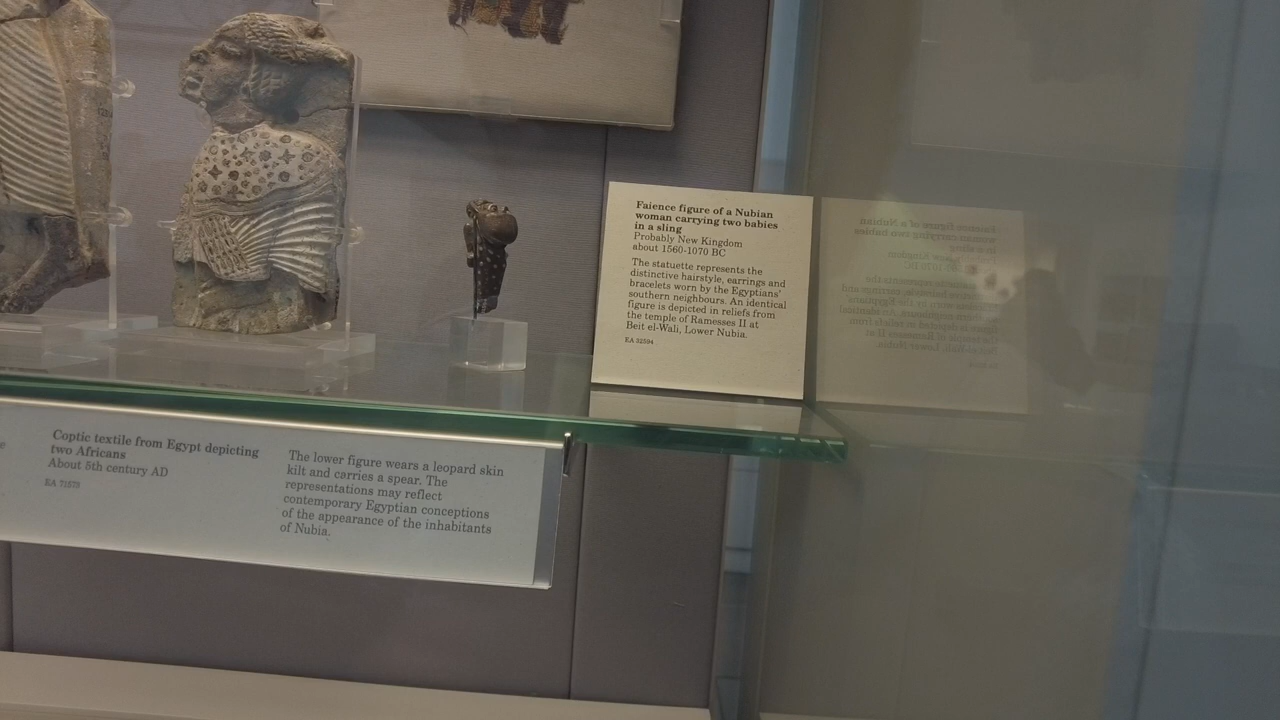 Faience figure of a Nubian
woman carrying two babies
in a sling
Probably New Kingdom
about 1560-1070 BC
The statuette represents the
distinctive hairstyle, earrings and
bracelets worn by the Egyptians'
southern neighbours. An identical
figure is depicted in reliefs from
the temple of Ramesses II at
Beit el-Wali, Lower Nubia.
EA 32594
Coptic textile from Egypt depicting
two Africans
About 5th century AD
EA 71673
The lower figure wears a leopard skin
kilt and carries a spear. The
representations may reflect
contemporary Egyptian conceptions
of the appearance of the inhabitants
of Nubia.